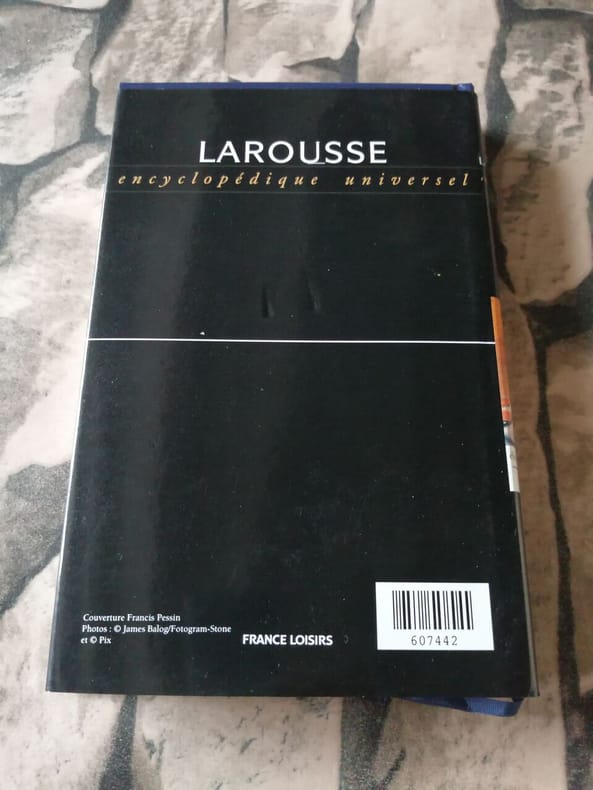 LAROUSSE
encyclopédique universel
Couverture Francis Pessin
Photos : © James Balog/Fotogram-Stone
et © Pix
FRANCE LOISIRS
607442